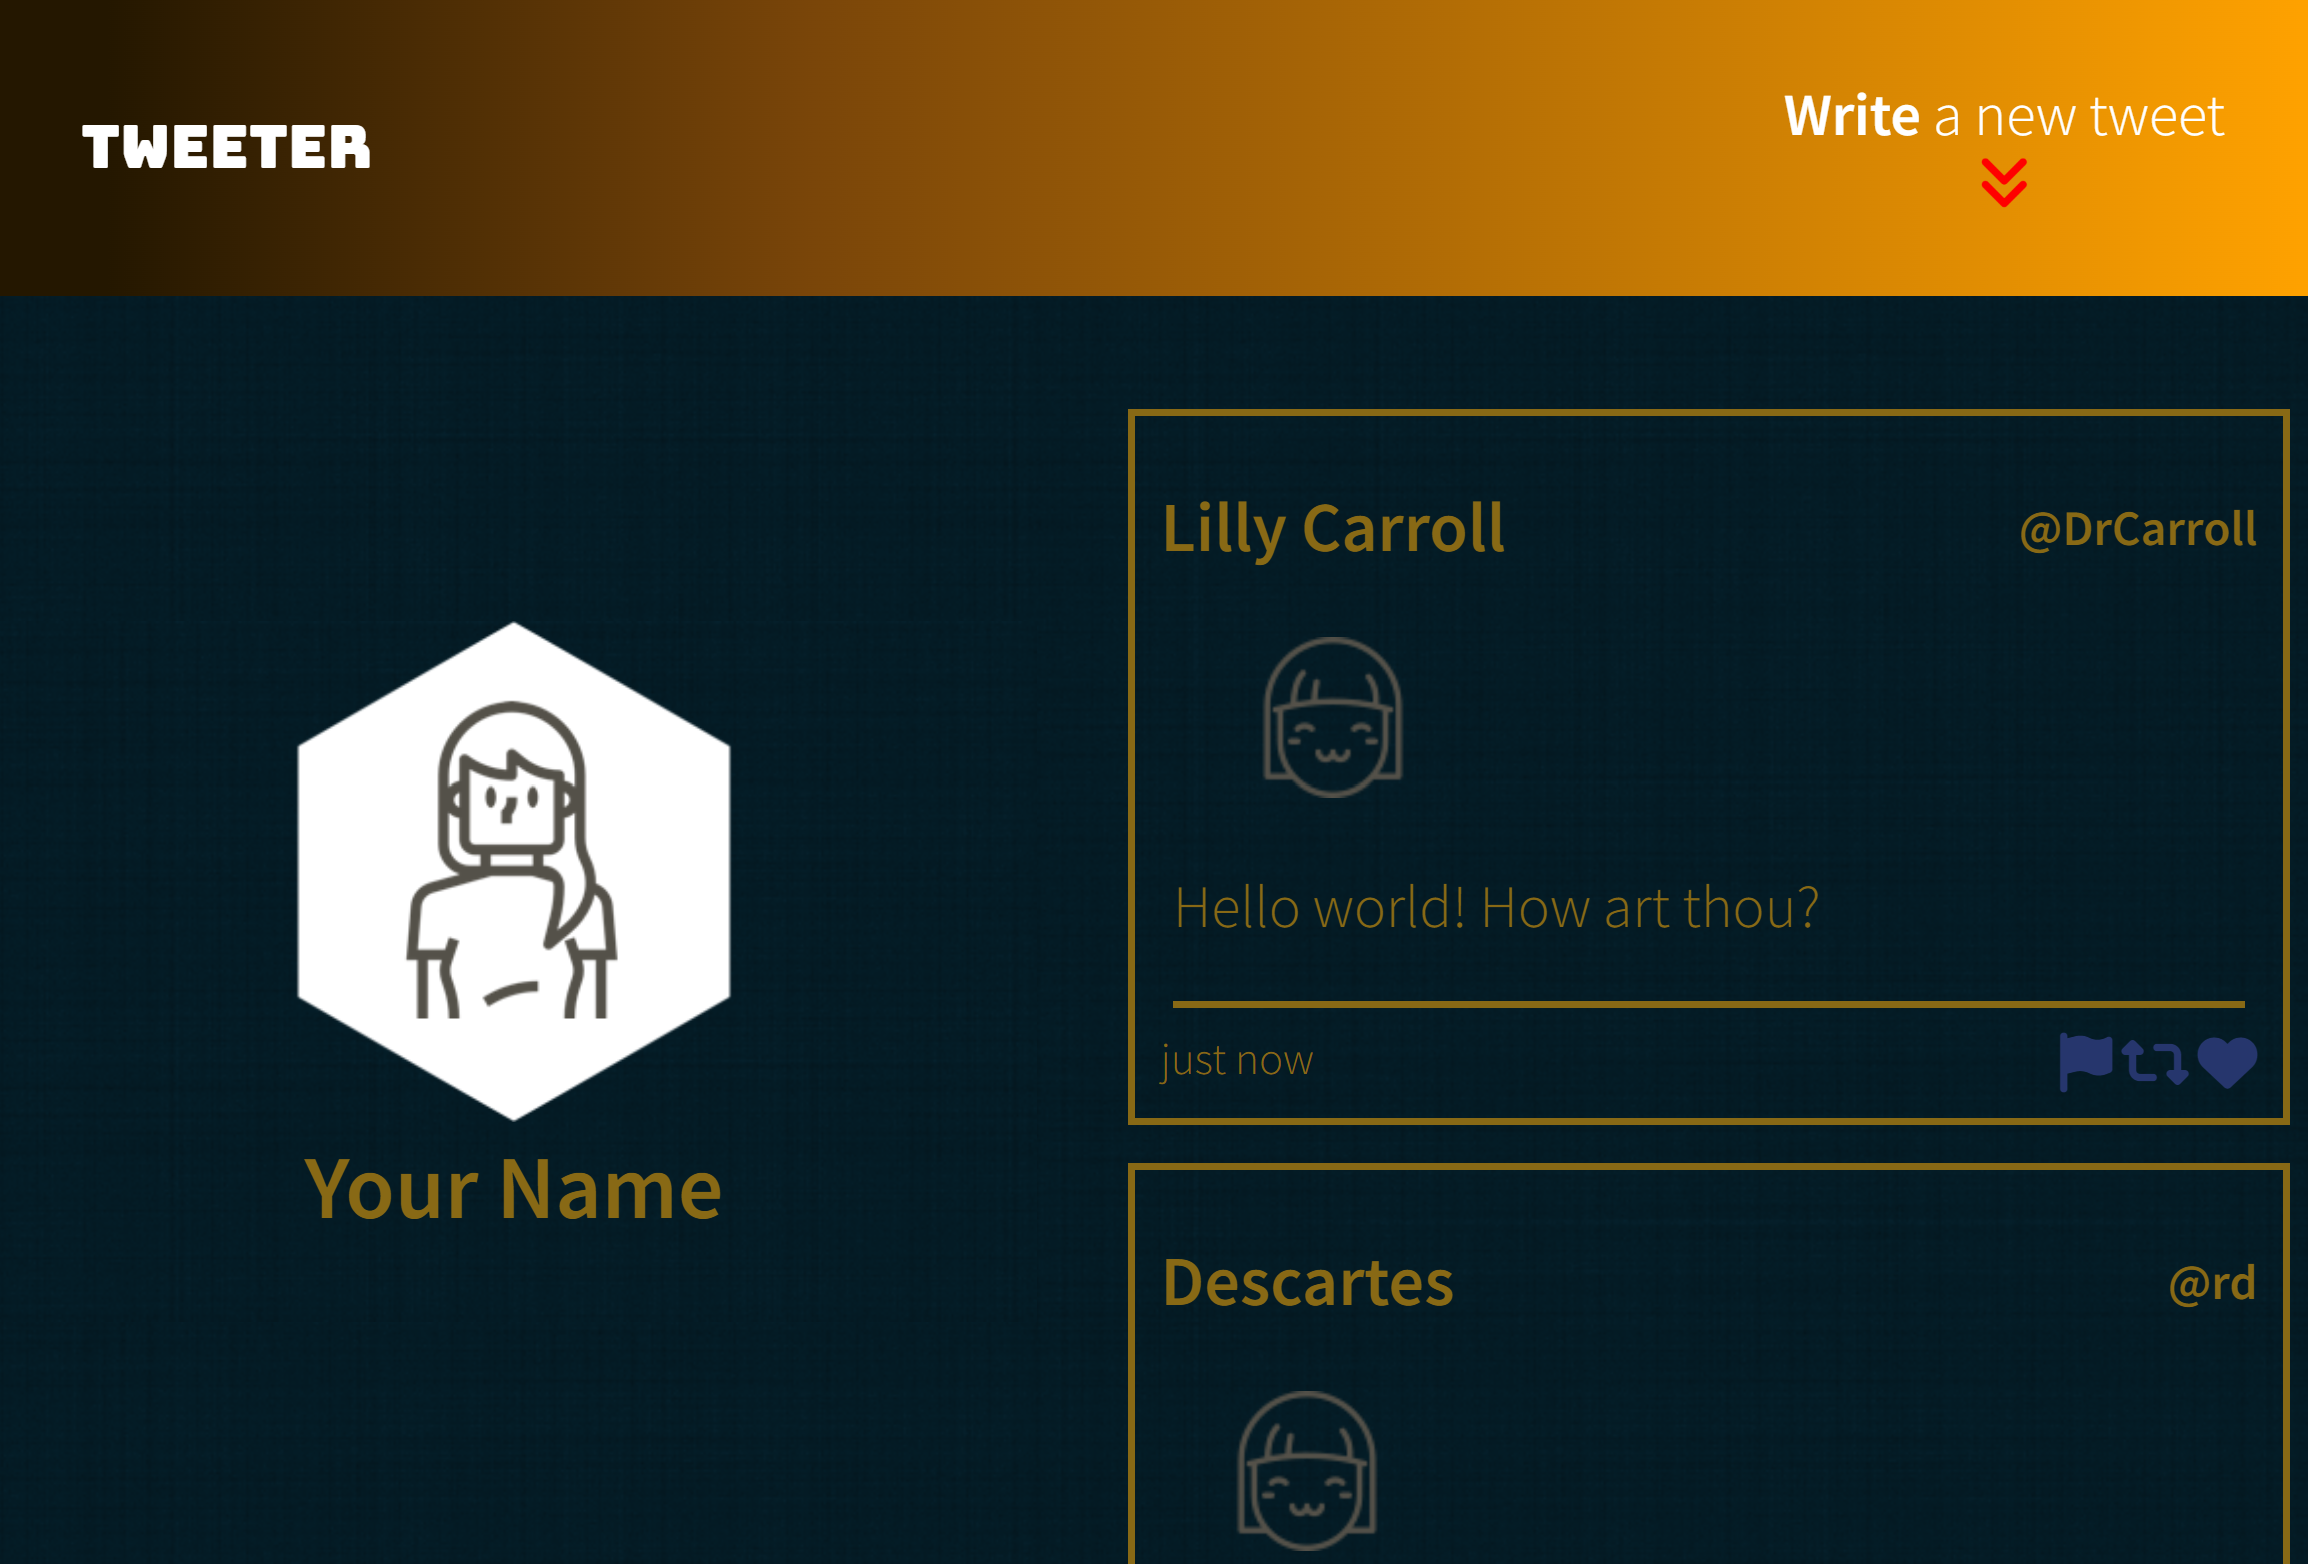 TWEETER
Write a new tweet
Your Name
Lilly Carroll
@DrCarroll
Hello world! How art thou?
just now
Descartes
@rd